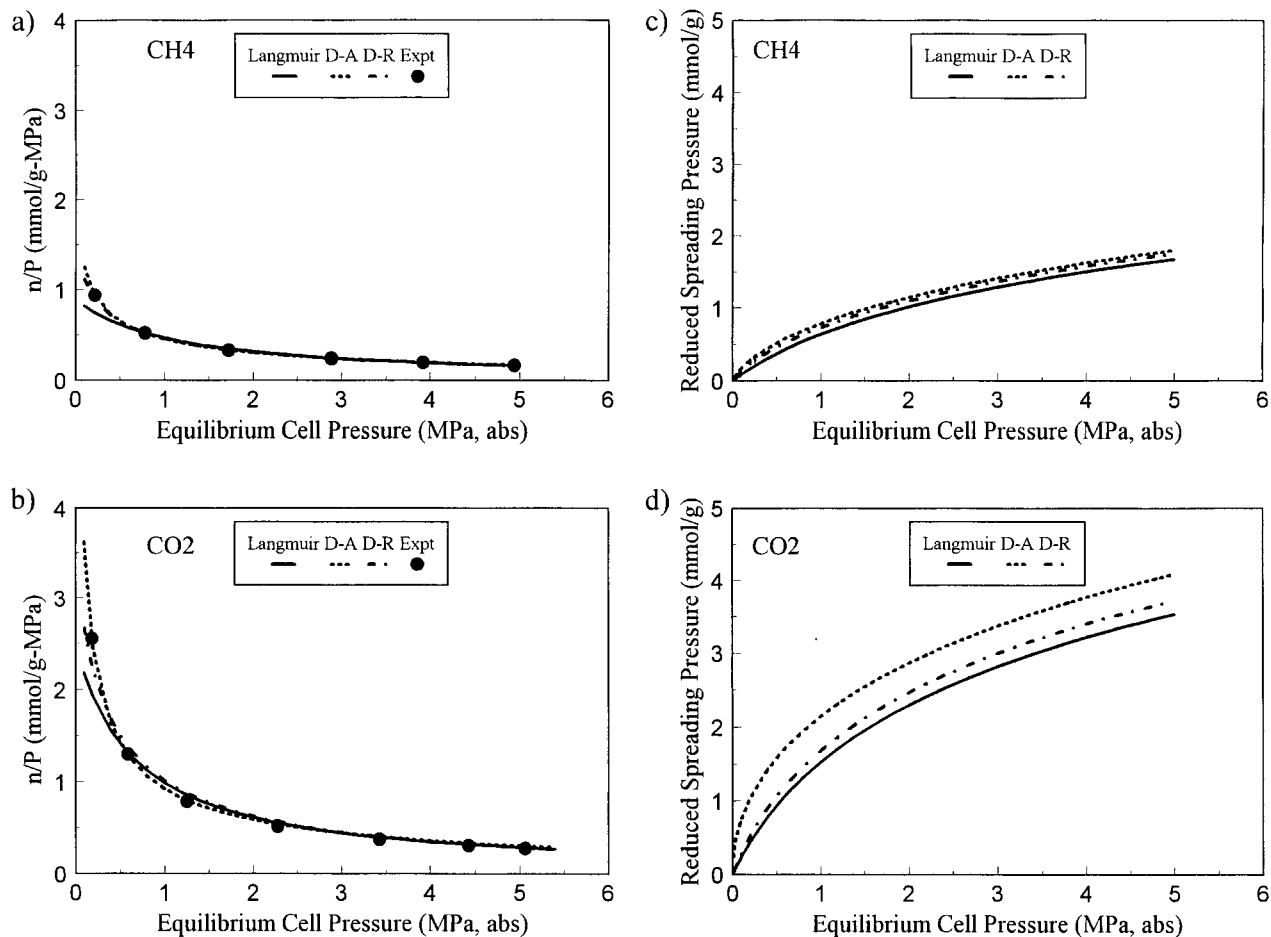 a)
CH4
Langmuir D-A D-R Expt
n/P (mmol/g-MPa)
4
3
2
1
0
0 1 2 3 4 5 6
Equilibrium Cell Pressure (MPa, abs)
c)
CH4
Langmuir D-A D-R
Reduced Spreading Pressure (mmol/g)
5
4
3
2
1
0
0 1 2 3 4 5 6
Equilibrium Cell Pressure (MPa, abs)
b)
CO2
Langmuir D-A D-R Expt
n/P (mmol/g-MPa)
4
3
2
1
0
0 1 2 3 4 5 6
Equilibrium Cell Pressure (MPa, abs)
d)
CO2
Langmuir D-A D-R
Reduced Spreading Pressure (mmol/g)
5
4
3
2
1
0
0 1 2 3 4 5 6
Equilibrium Cell Pressure (MPa, abs)